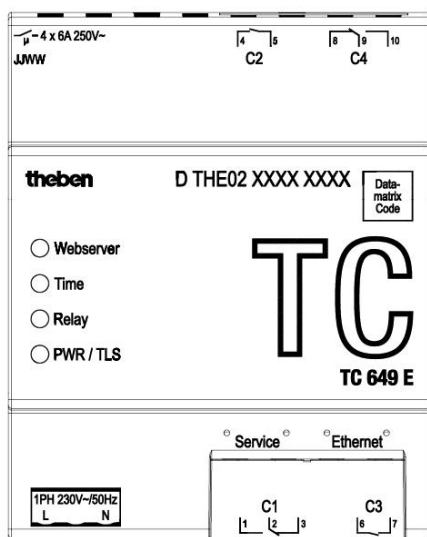 µ – 4 x 6A 250V~
JJWW
4 5
C2
8 9 10
C4
theben
D THE02 XXXX XXXX
Data-
matrix
Code
Webserver
Time
Relay
PWR / TLS
TC
TC 649 E
Service
Ethernet
1PH 230V~/50Hz
L N
C1
1 2 3
C3
6 7